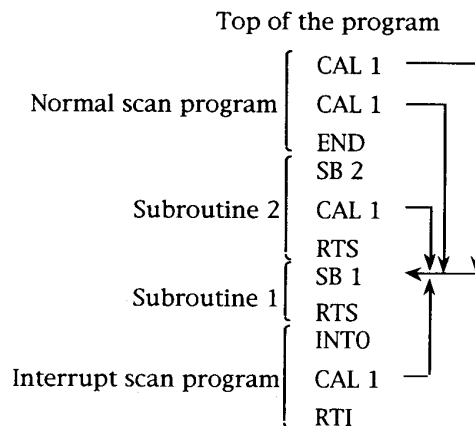 Top of the program
CAL 1
Normal scan program
CAL 1
END
SB 2
Subroutine 2
CAL 1
RTS
SB 1
Subroutine 1
RTS
INT0
Interrupt scan program
CAL 1
RTI